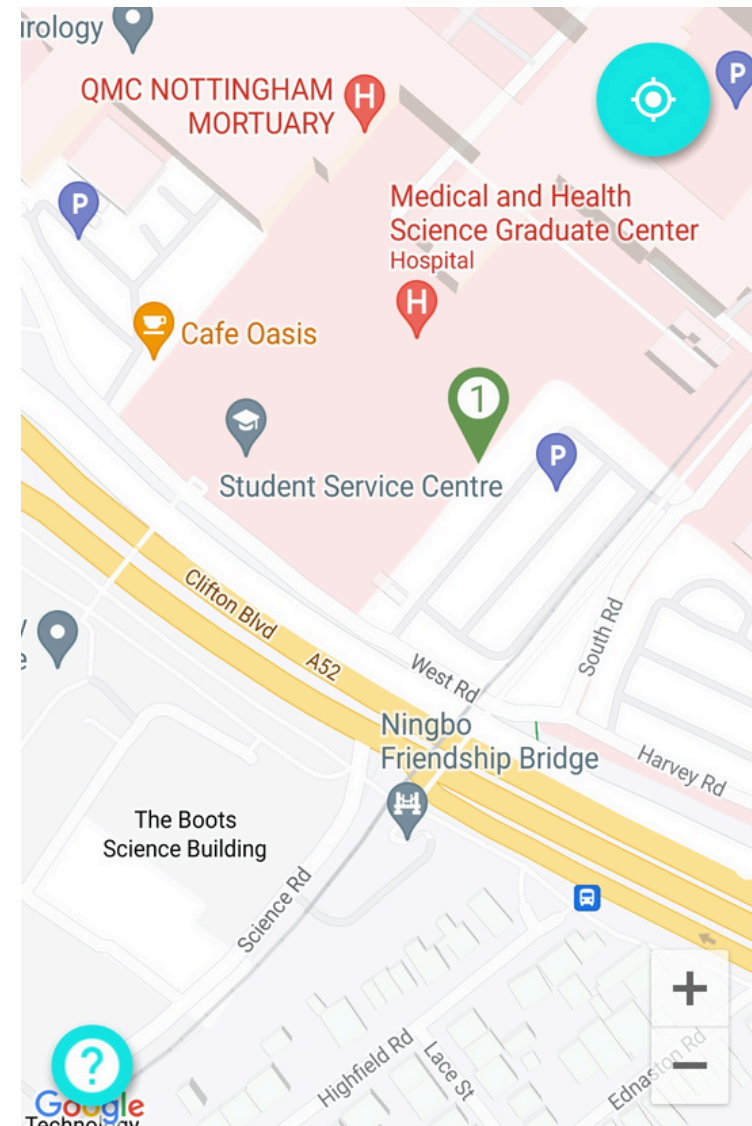 urology
QMC NOTTINGHAM
MORTUARY
H
P
P
Medical and Health
Science Graduate Center
Hospital
H
Cafe Oasis
1
P
Student Service Centre
Clifton Blvd
A52
South Rd
West Rd
Ningbo
Friendship Bridge
Harvey Rd
The Boots
Science Building
Science Rd
+
Highfield Rd
Lace St
Ednaston Rd
−
?
Google
Technology